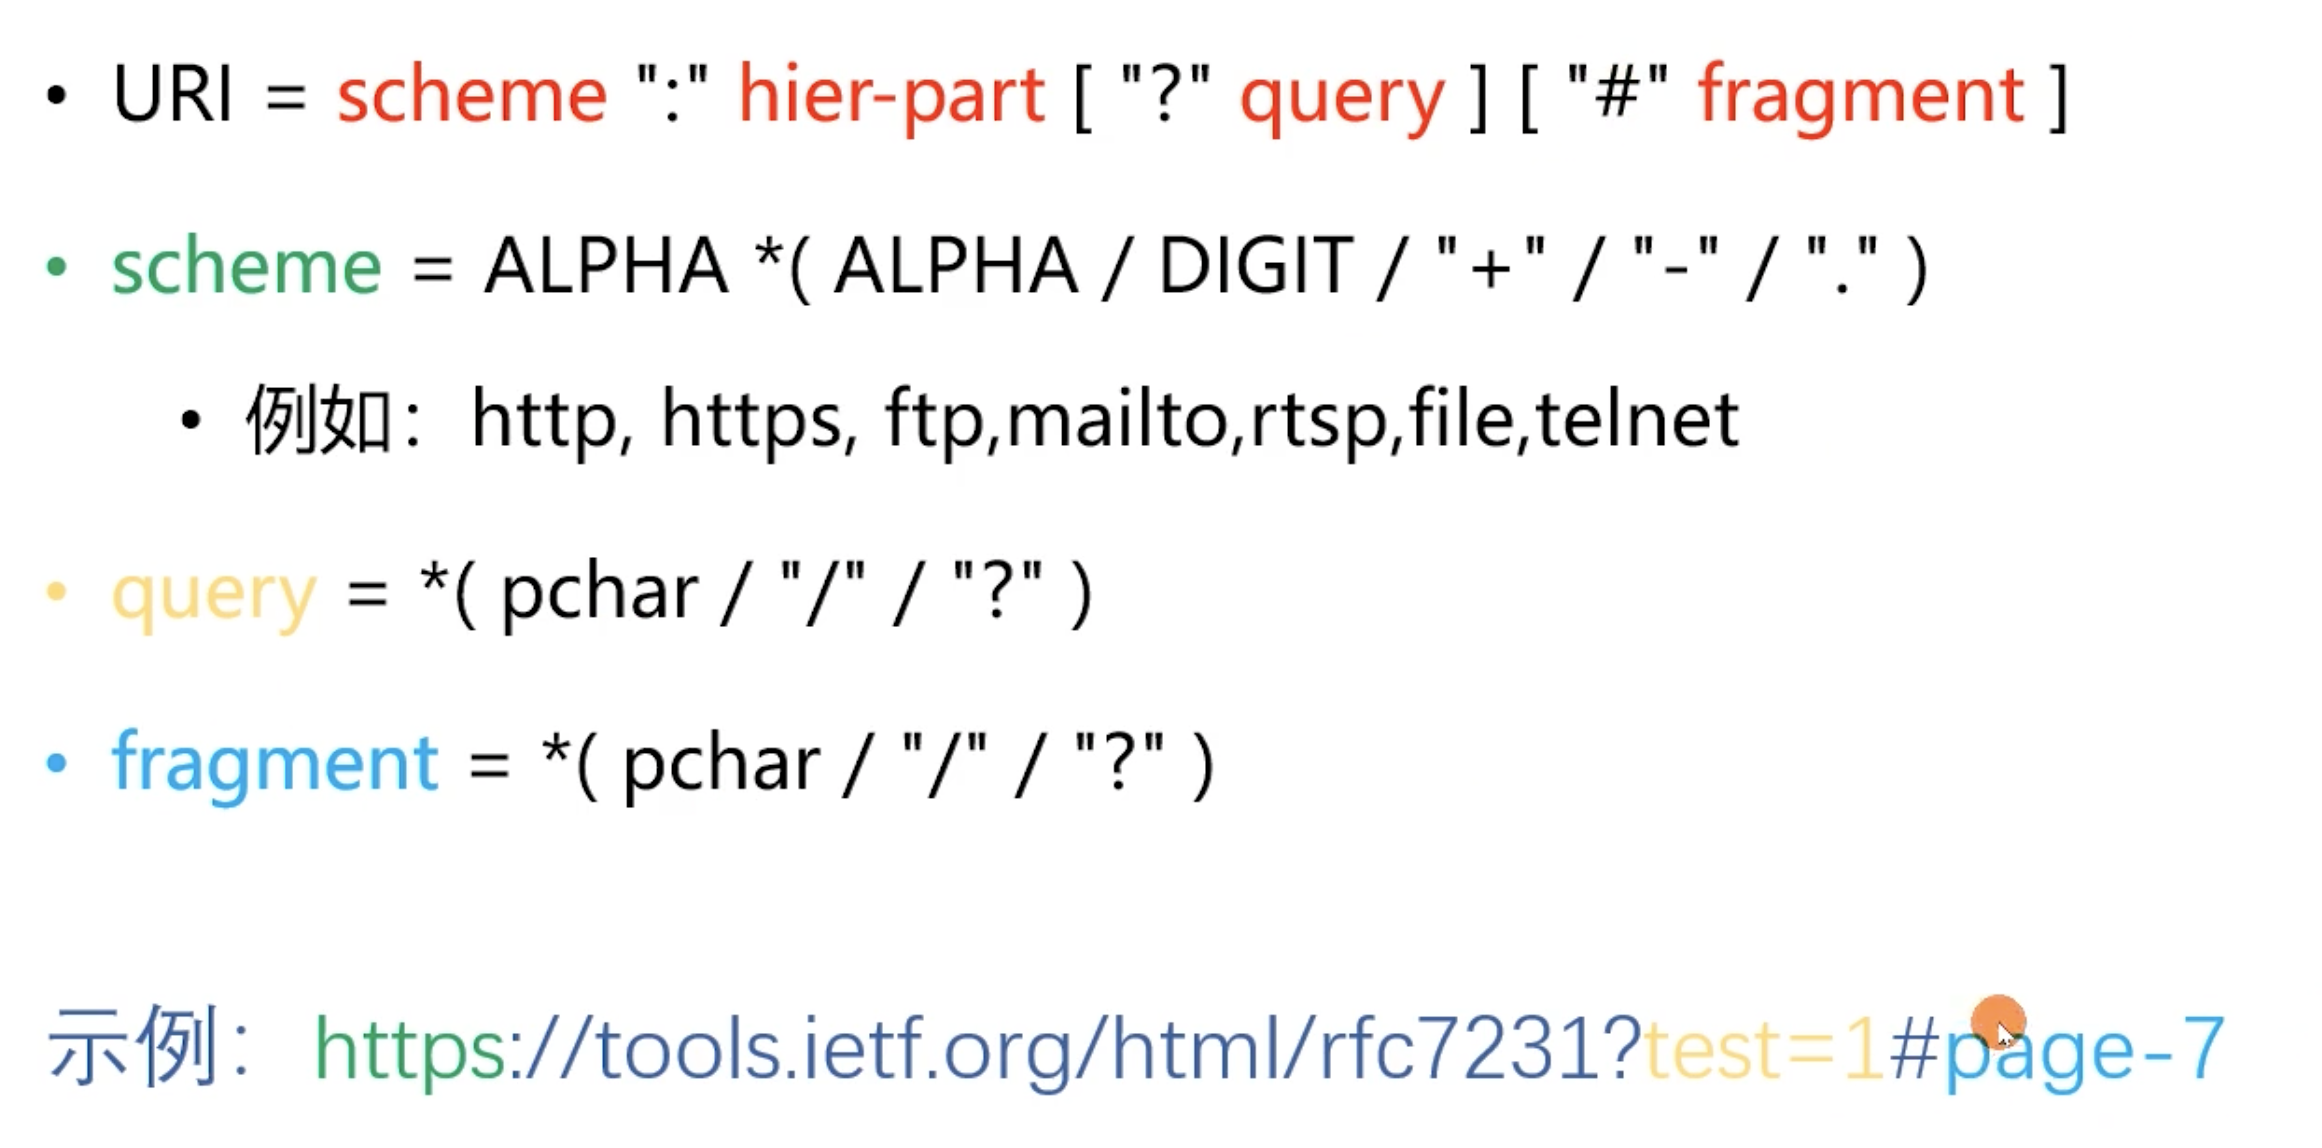 • URI = scheme ":" hier-part [ "?" query ] [ "#" fragment ]
• scheme = ALPHA *( ALPHA / DIGIT / "+" / "-" / "." )
• 例如：http, https, ftp,mailto,rtsp,file,telnet
• query = *( pchar / "/" / "?" )
• fragment = *( pchar / "/" / "?" )
示例：https://tools.ietf.org/html/rfc7231?test=1#page-7